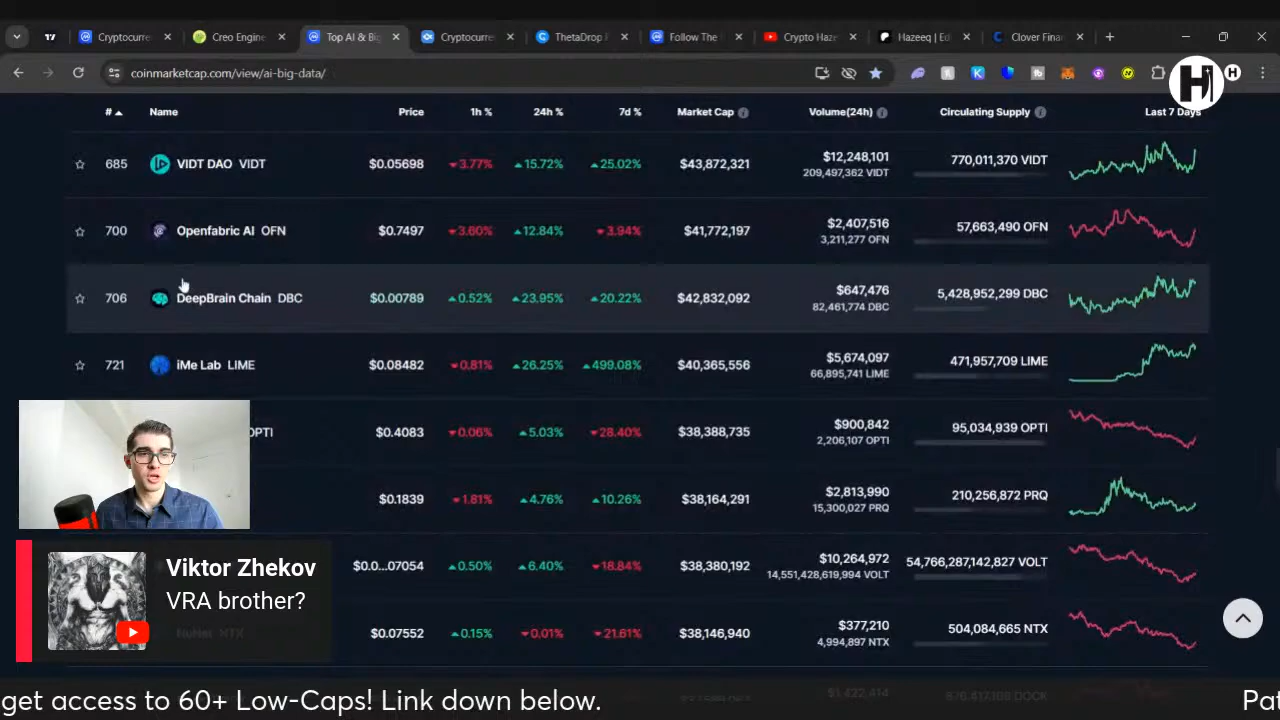 Cryptocurre
Creo Engine
Top AI & Big
Cryptocurre
ThetaDrop
Follow The
Crypto Haze
Hazeeq | Ed
Clover Finan
coinmarketcap.com/view/ai-big-data/
H
# Name Price 1h % 24h % 7d % Market Cap Volume(24h) Circulating Supply Last 7 Days
685 VIDT DAO VIDT $0.05698 3.77% 15.72% 25.02% $43,872,321 $12,248,101 770,011,370 VIDT
209,497,362 VIDT
700 Openfabric AI OFN $0.7497 3.60% 12.84% 3.94% $41,772,197 $2,407,516 57,663,490 OFN
3,211,277 OFN
706 DeepBrain Chain DBC $0.00789 0.52% 23.95% 20.22% $42,832,092 $647,476 5,428,952,299 DBC
82,461,774 DBC
721 iMe Lab LIME $0.08482 0.81% 26.25% 499.08% $40,365,556 $5,674,097 471,957,709 LIME
66,895,741 LIME
OPTI $0.4083 0.06% 5.03% 28.40% $38,388,735 $900,842 95,034,939 OPTI
2,206,107 OPTI
$0.1839 1.81% 4.76% 10.26% $38,164,291 $2,813,990 210,256,872 PRQ
15,300,027 PRQ
$0.0...07054 0.50% 6.40% 18.84% $38,380,192 $10,264,972 54,766,287,142,827 VOLT
14,551,428,619,994 VOLT
NTX $0.07552 0.15% 0.01% 21.61% $38,146,940 $377,210 504,084,665 NTX
4,994,897 NTX
Viktor Zhekov
VRA brother?
get access to 60+ Low-Caps! Link down below.
Pat